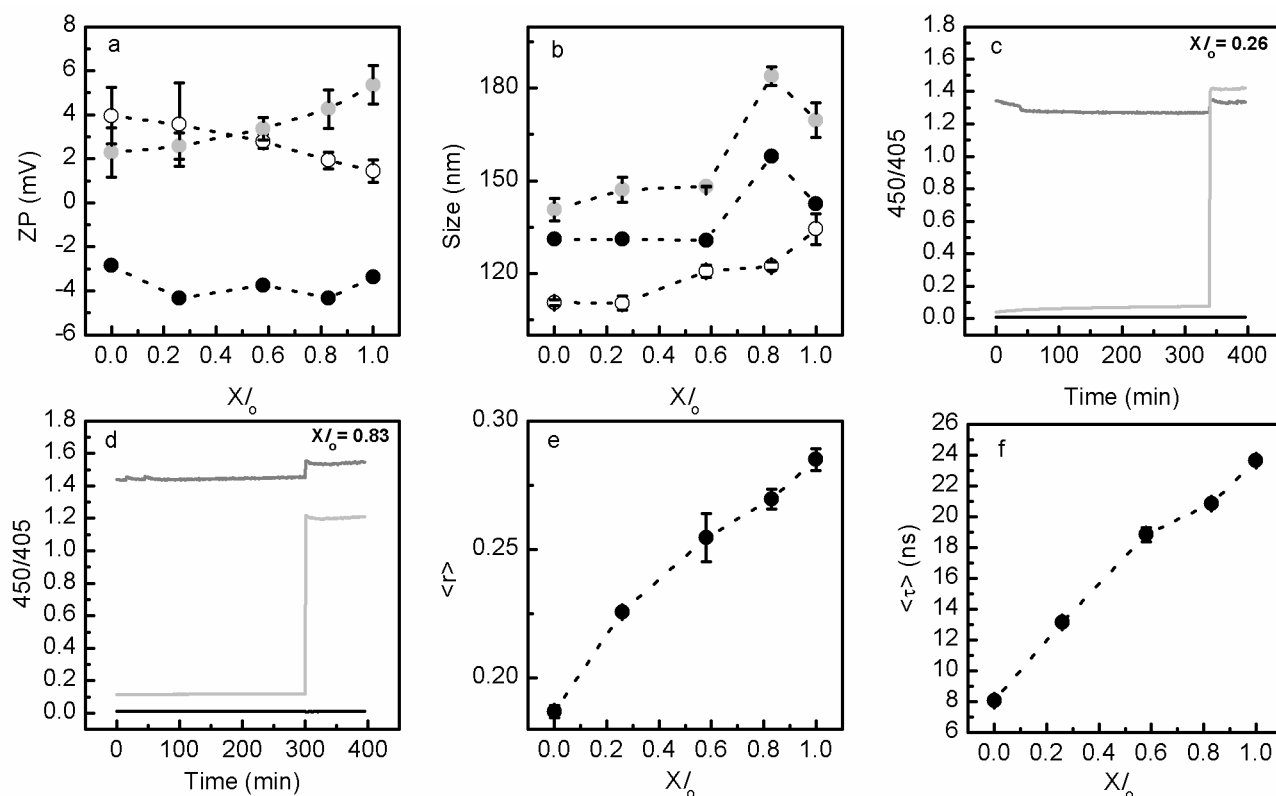 a
8
6
4
2
0
-2
-4
-6
ZP (mV)
0.0 0.2 0.4 0.6 0.8 1.0
X/o
b
180
150
120
Size (nm)
0.0 0.2 0.4 0.6 0.8 1.0
X/o
c
X/o = 0.26
1.8
1.6
1.4
1.2
1.0
0.8
0.6
0.4
0.2
0.0
450/405
0 100 200 300 400
Time (min)
d
X/o = 0.83
1.8
1.6
1.4
1.2
1.0
0.8
0.6
0.4
0.2
0.0
450/405
0 100 200 300 400
Time (min)
e
0.30
0.25
0.20
<r>
0.0 0.2 0.4 0.6 0.8 1.0
X/o
f
26
24
22
20
18
16
14
12
10
8
6
<τ> (ns)
0.0 0.2 0.4 0.6 0.8 1.0
X/o